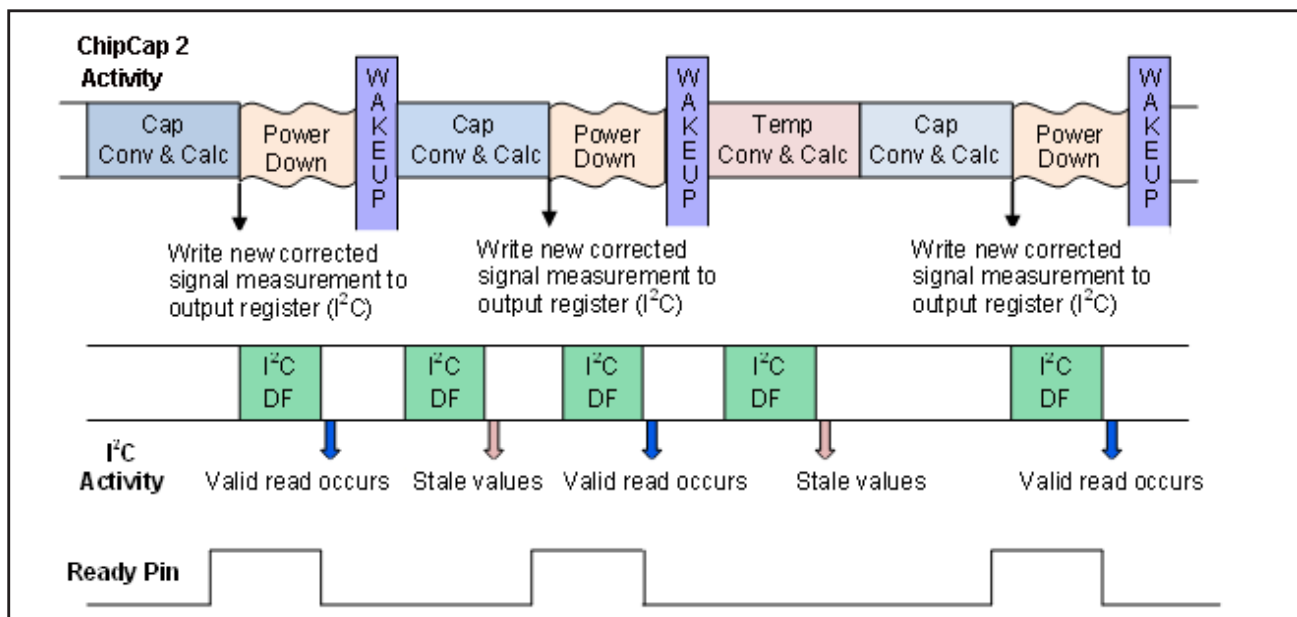 ChipCap 2
Activity
Cap
Conv & Calc
Power
Down
WAKEUP
Cap
Conv & Calc
Power
Down
WAKEUP
Temp
Conv & Calc
Cap
Conv & Calc
Power
Down
WAKEUP
Write new corrected
signal measurement to
output register (I²C)
Write new corrected
signal measurement to
output register (I²C)
Write new corrected
signal measurement to
output register (I²C)
I²C
DF
I²C
DF
I²C
DF
I²C
DF
I²C
DF
I²C
Activity
Valid read occurs
Stale values
Valid read occurs
Stale values
Valid read occurs
Ready Pin